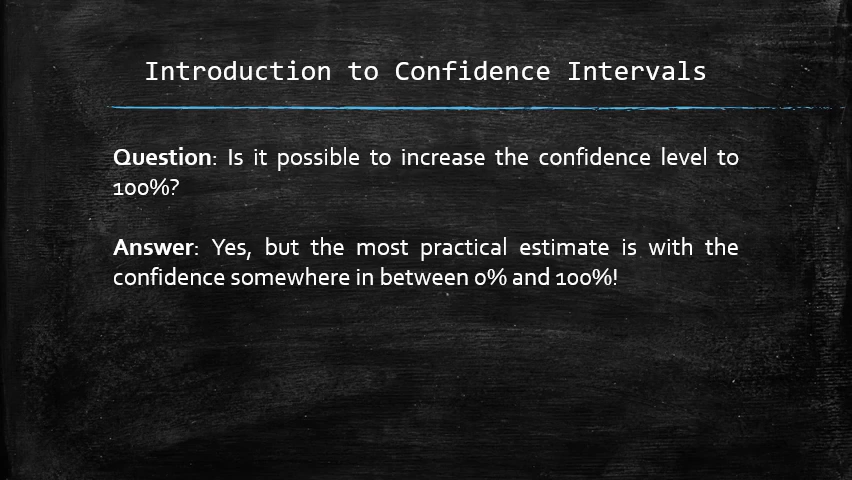 Introduction to Confidence Intervals
Question: Is it possible to increase the confidence level to
100%?
Answer: Yes, but the most practical estimate is with the
confidence somewhere in between 0% and 100%!